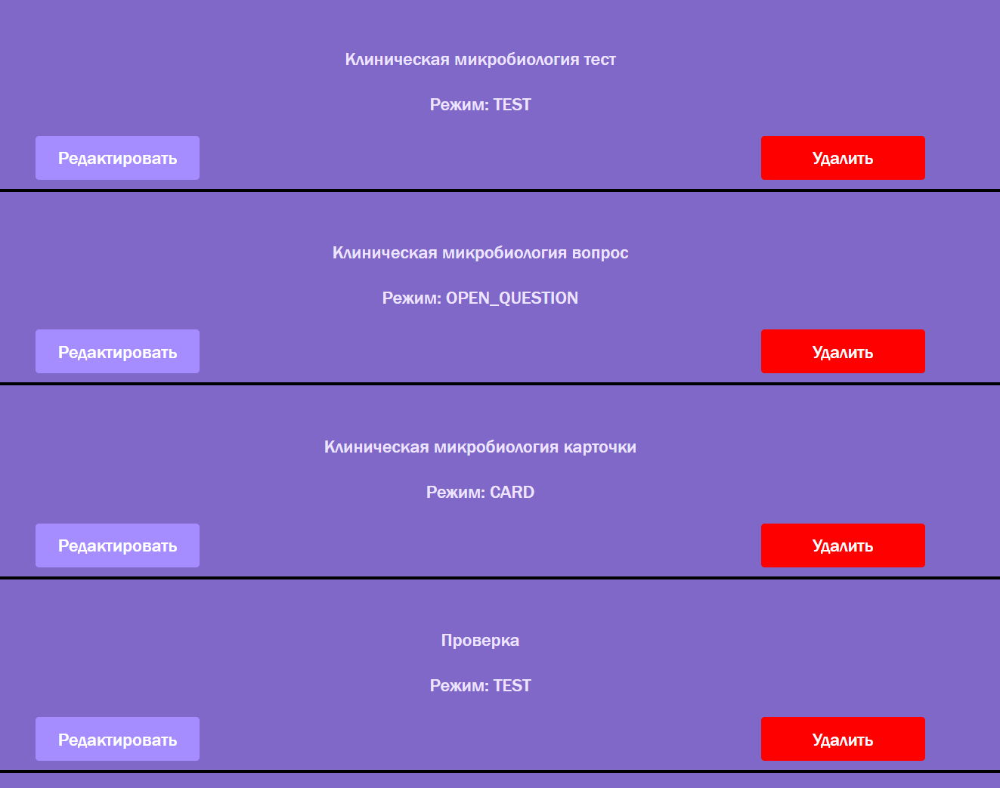 Клиническая микробиология тест
Режим: TEST
Редактировать
Удалить
Клиническая микробиология вопрос
Режим: OPEN_QUESTION
Редактировать
Удалить
Клиническая микробиология карточки
Режим: CARD
Редактировать
Удалить
Проверка
Режим: TEST
Редактировать
Удалить